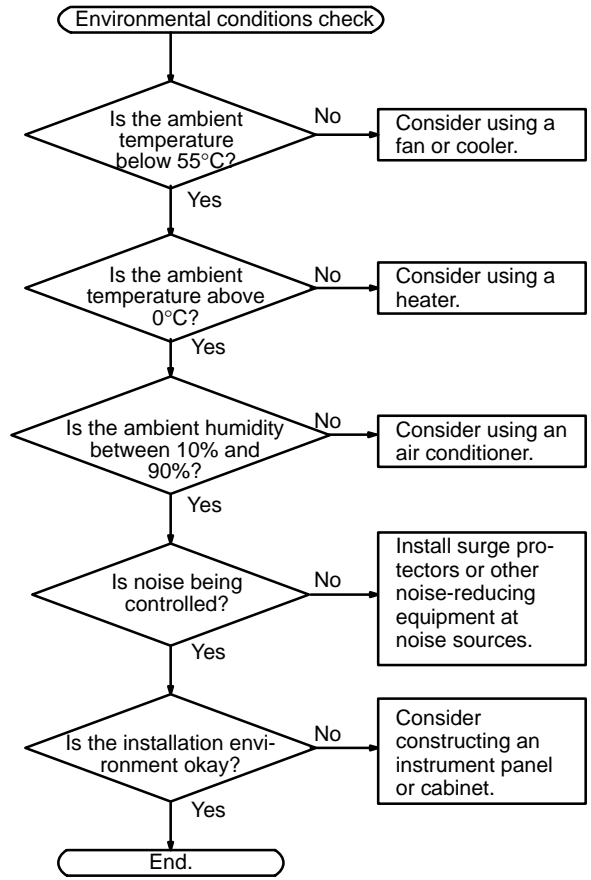 Environmental conditions check
Is the ambient
temperature
below 55°C?
No
Consider using a
fan or cooler.
Yes
Is the ambient
temperature above
0°C?
No
Consider using a
heater.
Yes
Is the ambient humidity
between 10% and
90%?
No
Consider using an
air conditioner.
Yes
Is noise being
controlled?
No
Install surge pro-
tectors or other
noise-reducing
equipment at
noise sources.
Yes
Is the installation envi-
ronment okay?
No
Consider
constructing an
instrument panel
or cabinet.
Yes
End.